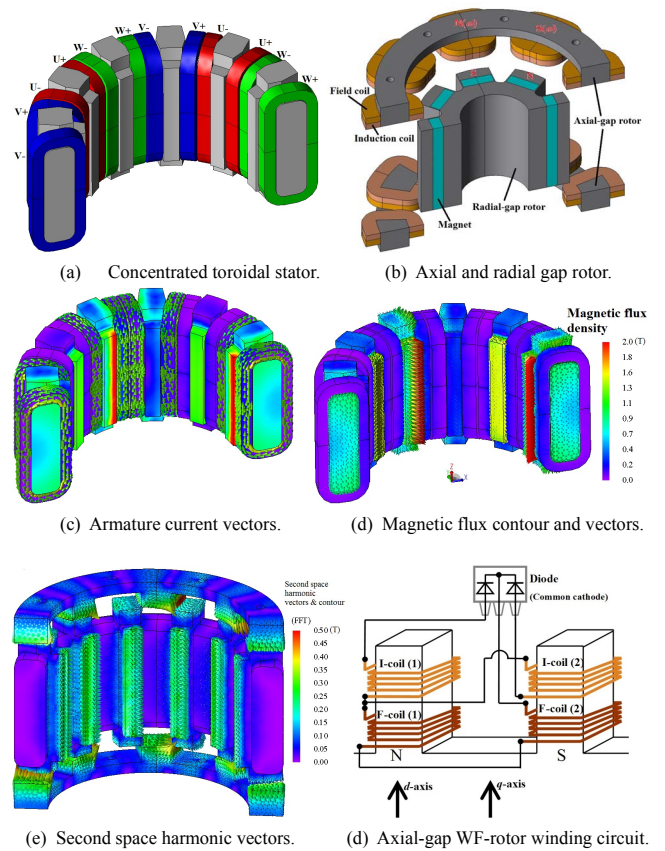 V+
U-
V-
W+
U+
W-
U+
W-
U-
V+
W+
V-
(a) Concentrated toroidal stator.
Field coil
Induction coil
Axial-gap
rotor
Radial-gap rotor
Magnet
(b) Axial and radial gap rotor.
(c) Armature current vectors.
Magnetic flux
density
2.0 (T)
1.8
1.6
1.3
1.1
0.9
0.7
0.4
0.2
0.0
(d) Magnetic flux contour and vectors.
Second space
harmonic
vectors & contour
(FFT)
0.50 (T)
0.45
0.40
0.35
0.30
0.25
0.20
0.15
0.10
0.05
0.00
(e) Second space harmonic vectors.
Diode
(Common cathode)
I-coil (1)
I-coil (2)
F-coil (1)
F-coil (2)
N
S
d-axis
q-axis
(d) Axial-gap WF-rotor winding circuit.